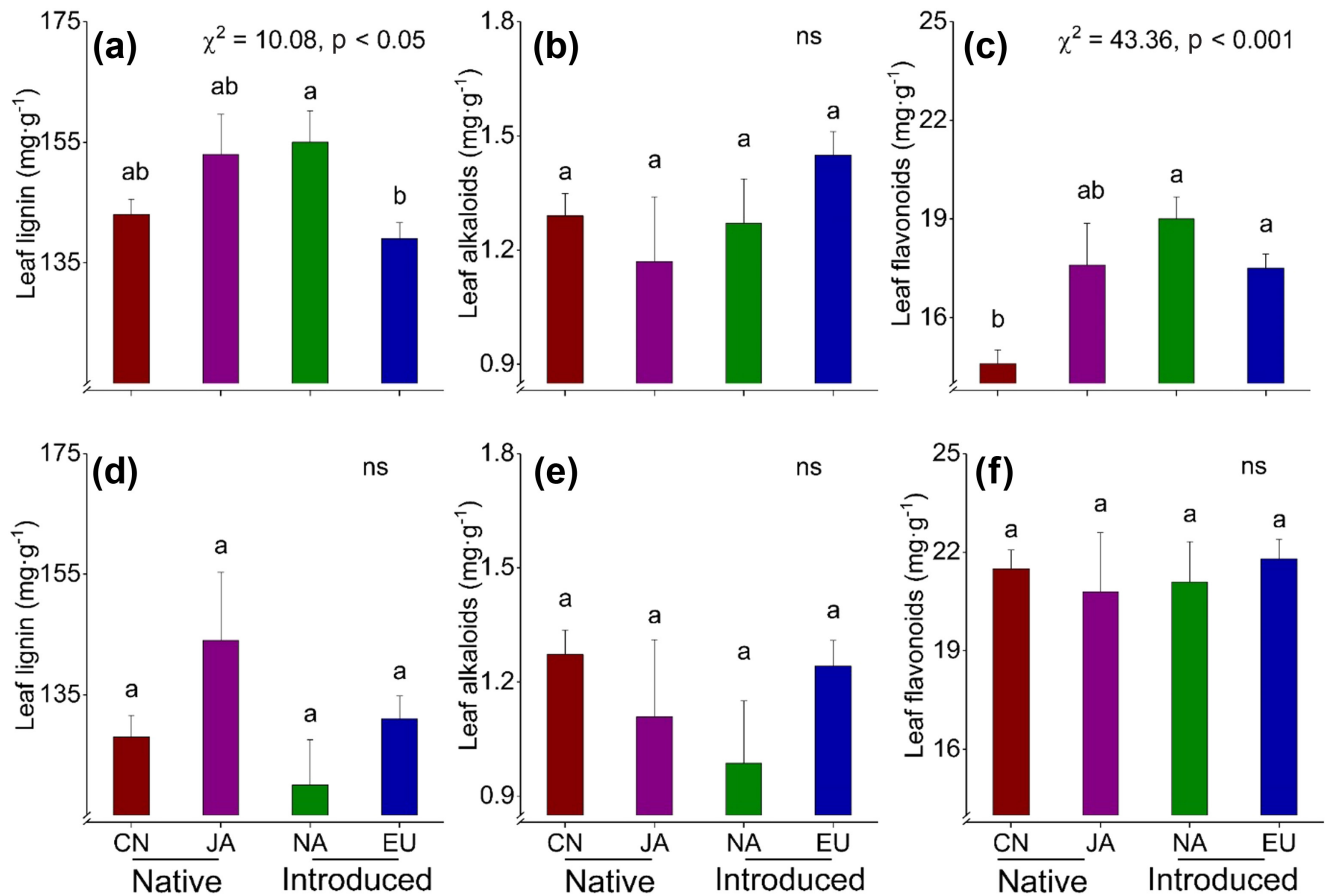 (a)
χ² = 10.08, p < 0.05
Leaf lignin (mg·g⁻¹)
175
155
135
ab
ab
a
b
(b)
ns
Leaf alkaloids (mg·g⁻¹)
1.8
1.5
1.2
0.9
a
a
a
a
(c)
χ² = 43.36, p < 0.001
Leaf flavonoids (mg·g⁻¹)
25
22
19
16
b
ab
a
a
(d)
ns
Leaf lignin (mg·g⁻¹)
175
155
135
a
a
a
a
CN JA NA EU
Native Introduced
(e)
ns
Leaf alkaloids (mg·g⁻¹)
1.8
1.5
1.2
0.9
a
a
a
a
CN JA NA EU
Native Introduced
(f)
ns
Leaf flavonoids (mg·g⁻¹)
25
22
19
16
a
a
a
a
CN JA NA EU
Native Introduced